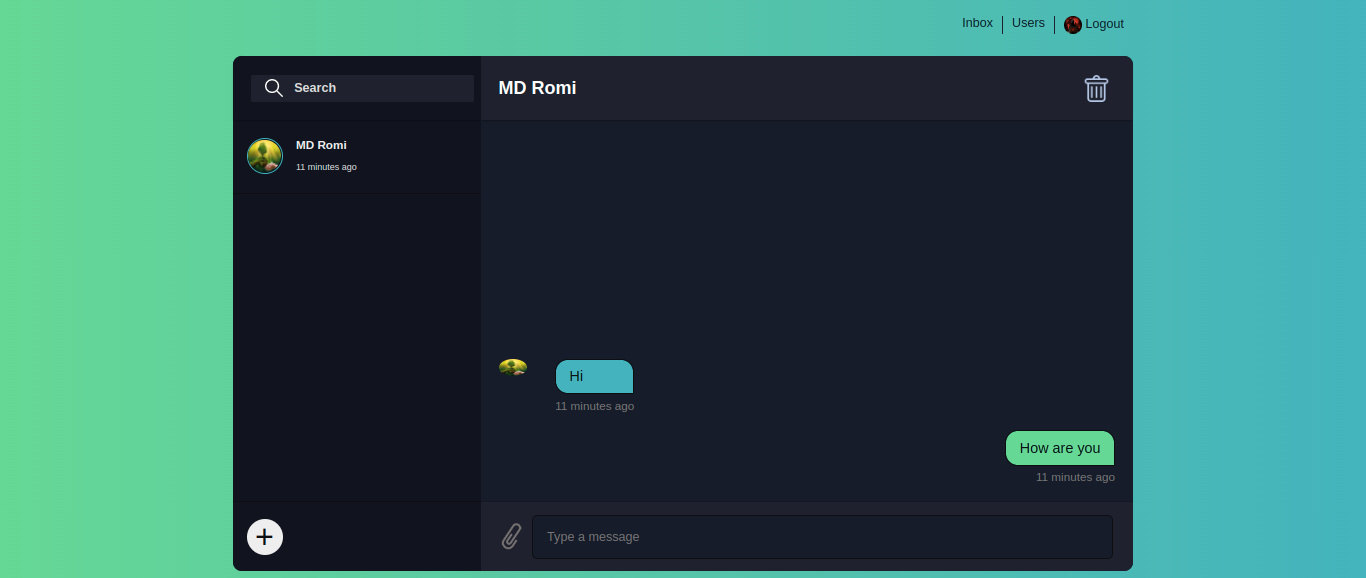 Inbox
Users
Logout
Search
MD Romi
MD Romi
11 minutes ago
Hi
11 minutes ago
How are you
11 minutes ago
Type a message